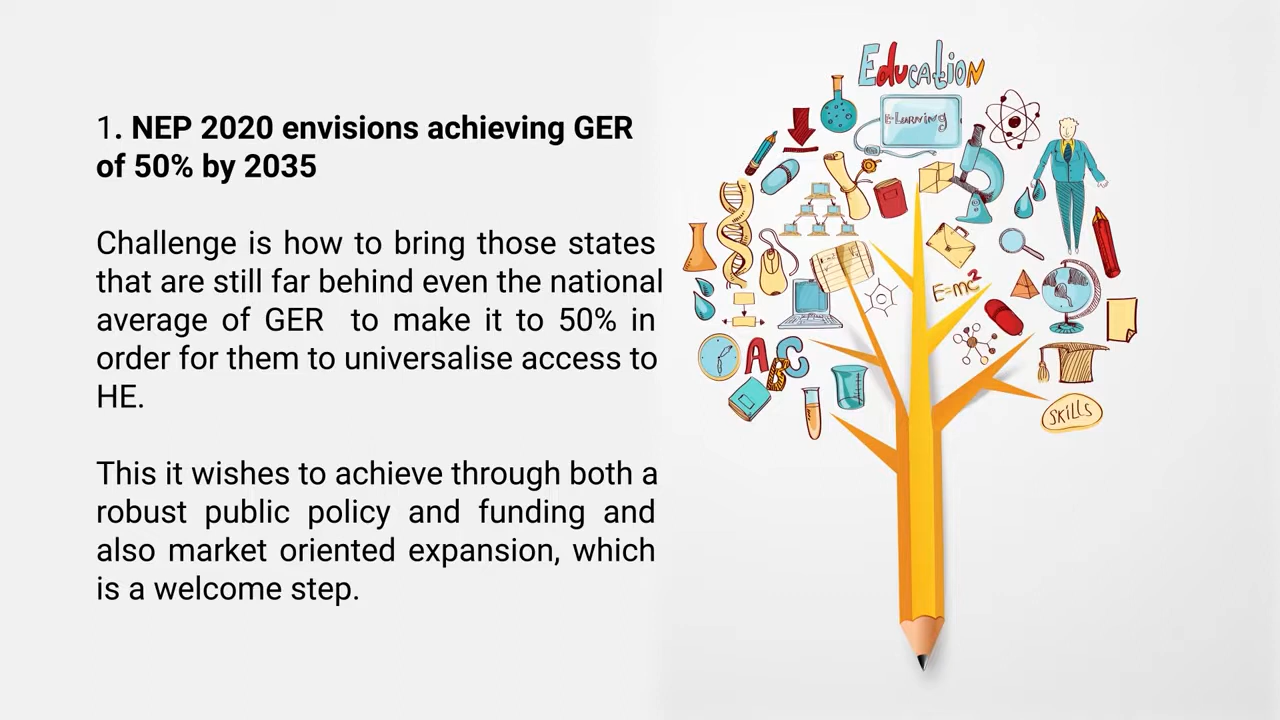 1. NEP 2020 envisions achieving GER
of 50% by 2035
Challenge is how to bring those states
that are still far behind even the national
average of GER to make it to 50% in
order for them to universalise access to
HE.
This it wishes to achieve through both a
robust public policy and funding and
also market oriented expansion, which
is a welcome step.
Education
E-Learning
E=mc²
ABC
SKILLS